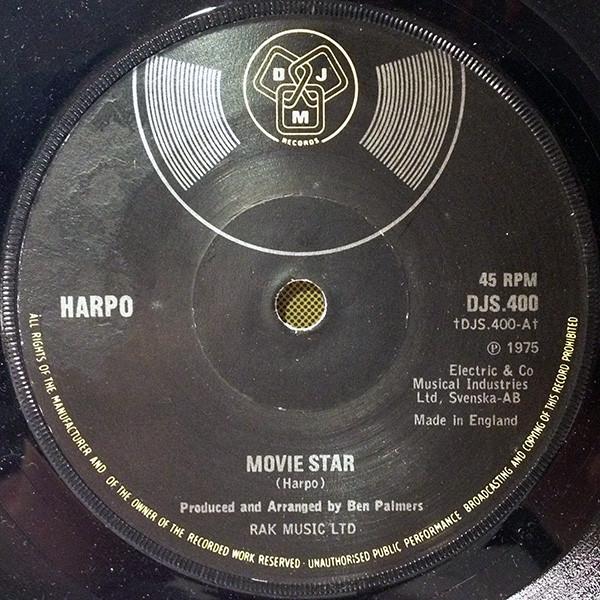 D J
M
RECORDS
HARPO
45 RPM
DJS.400
†DJS.400-A†
Ⓟ 1975
Electric & Co
Musical Industries
Ltd, Svenska-AB
Made in England
MOVIE STAR
(Harpo)
Produced and Arranged by Ben Palmers
RAK MUSIC LTD
ALL RIGHTS OF THE MANUFACTURER AND OF THE OWNER OF THE RECORDED WORK RESERVED · UNAUTHORISED PUBLIC PERFORMANCE BROADCASTING AND COPYING OF THIS RECORD PROHIBITED